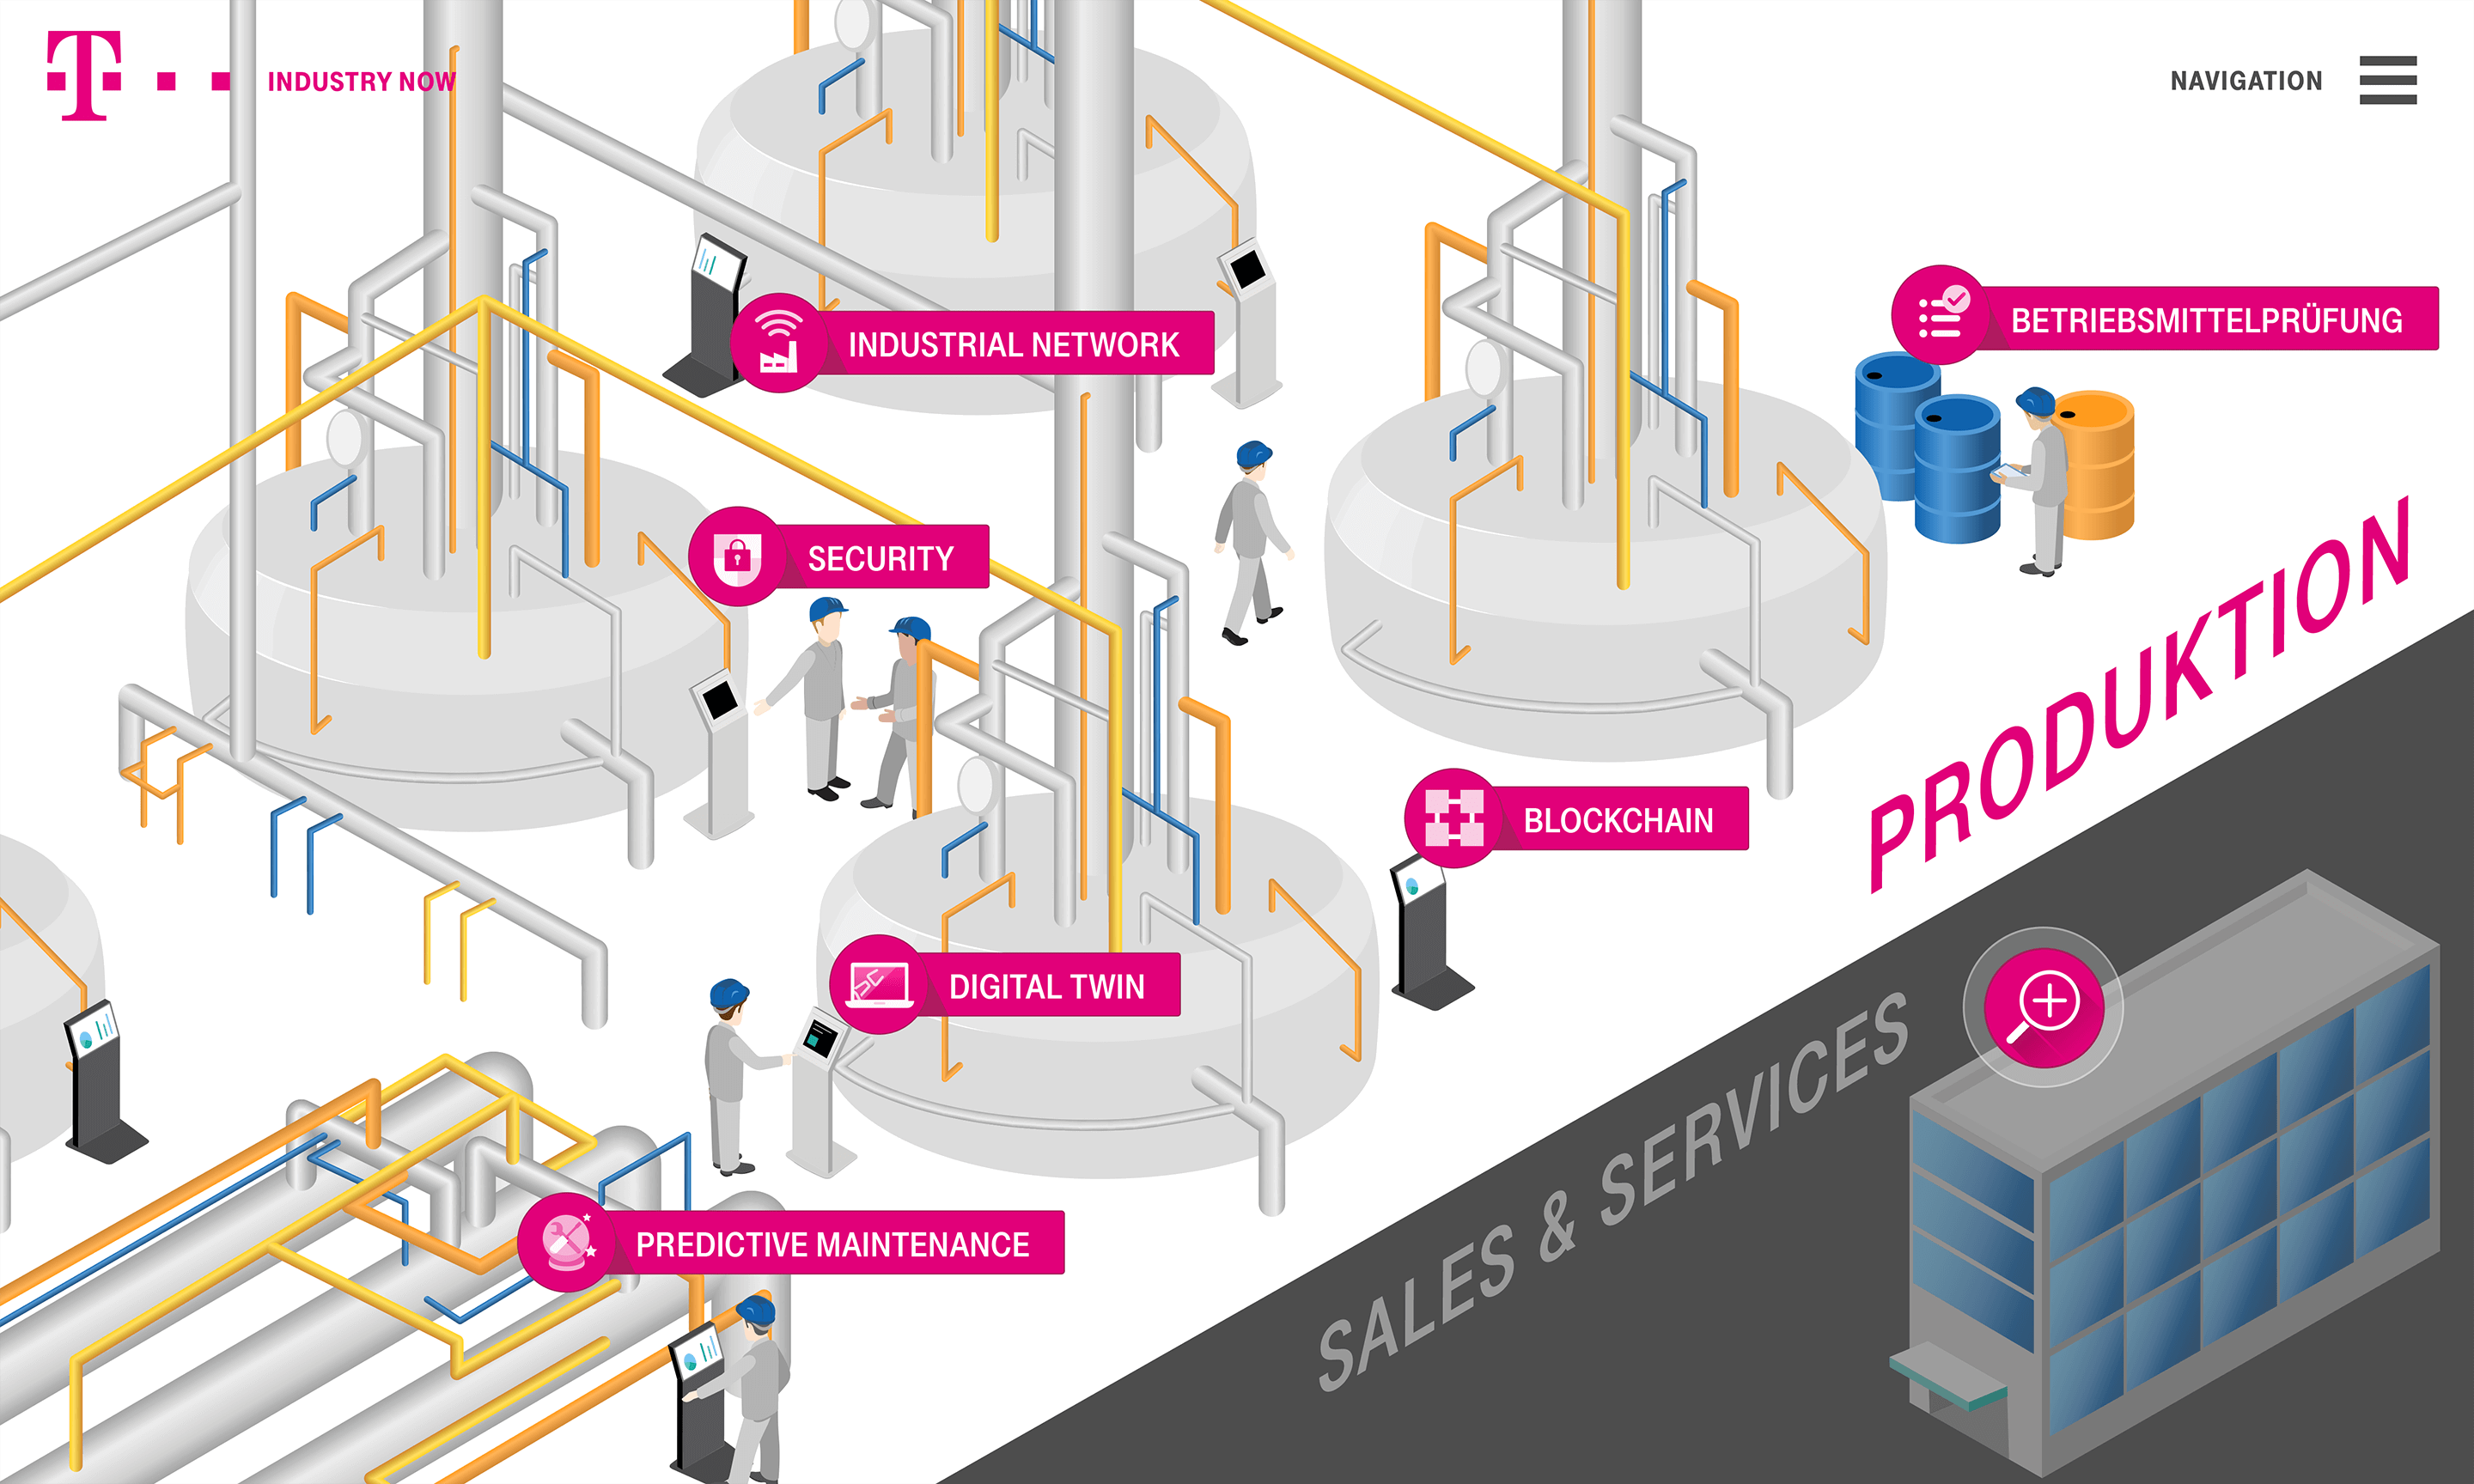 T
INDUSTRY NOW
NAVIGATION
INDUSTRIAL NETWORK
BETRIEBSMITTELPRÜFUNG
SECURITY
PRODUKTION
BLOCKCHAIN
DIGITAL TWIN
SALES & SERVICES
PREDICTIVE MAINTENANCE